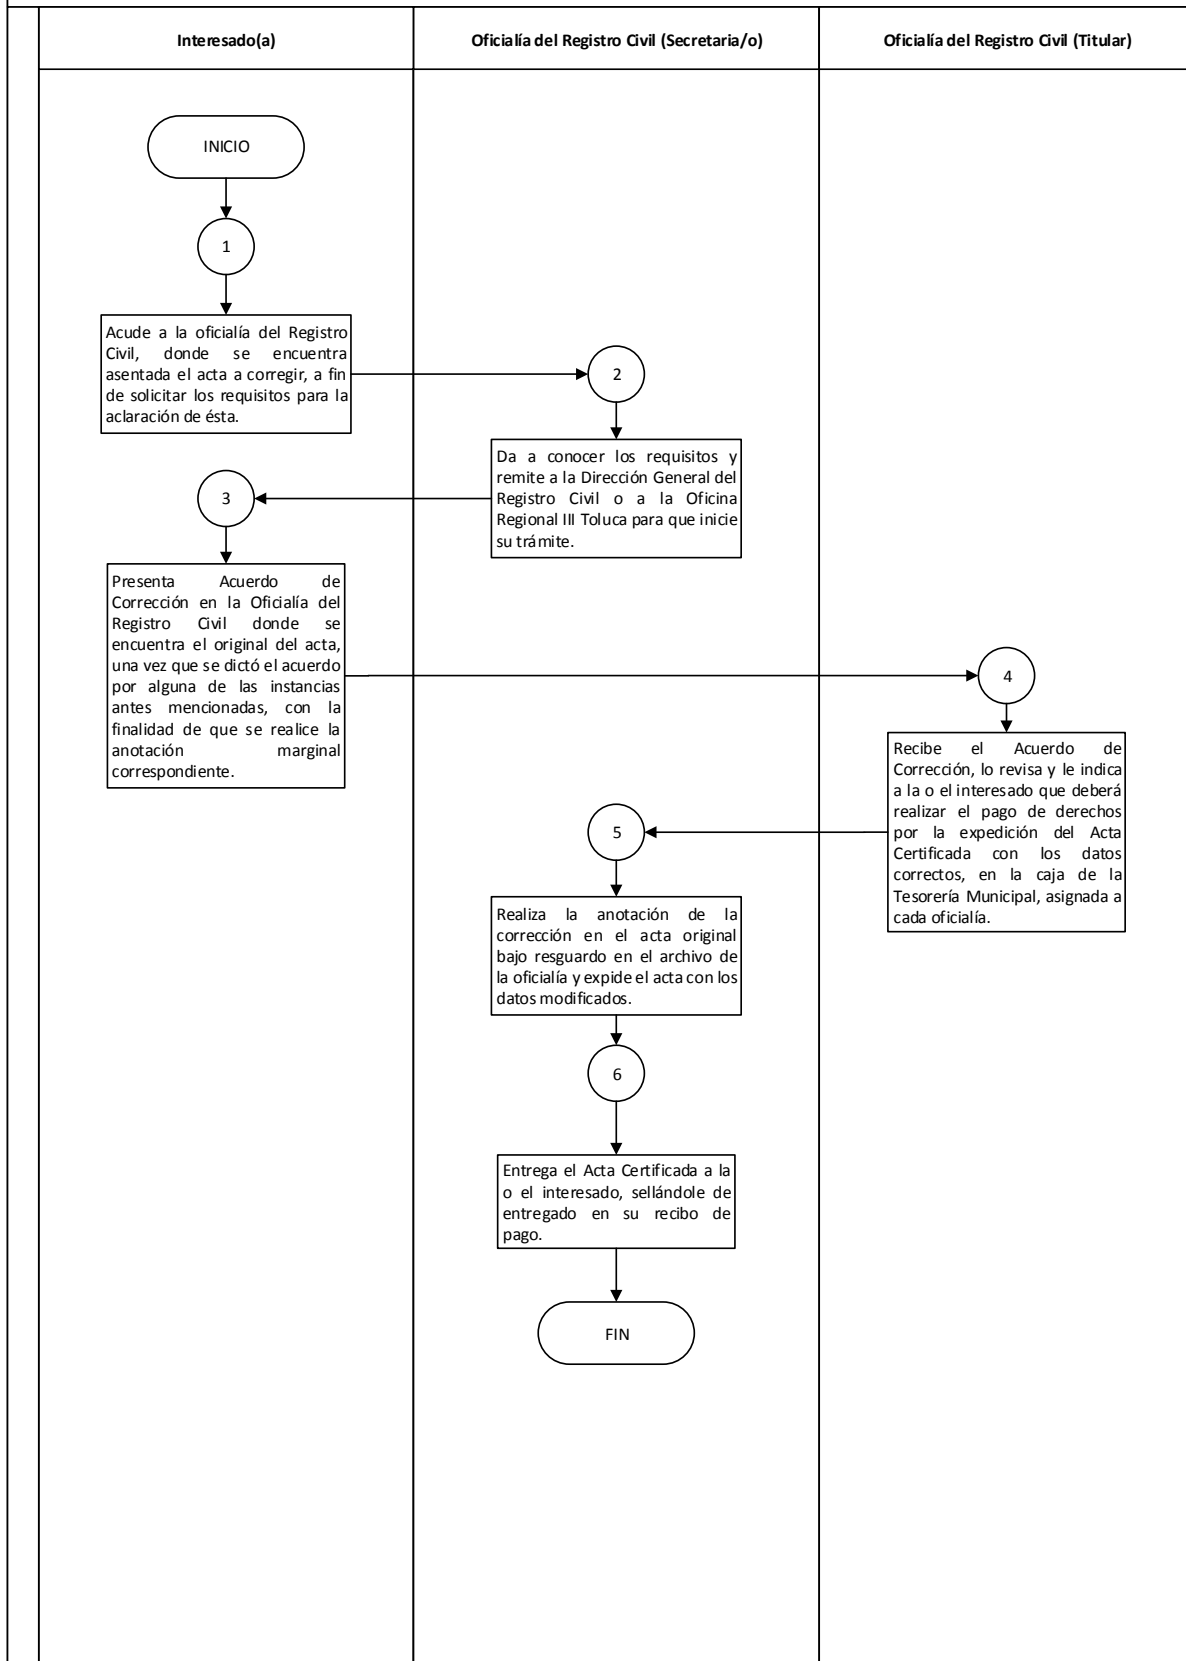 Interesado(a)
Oficialía del Registro Civil (Secretaria/o)
Oficialía del Registro Civil (Titular)
INICIO
1
Acude a la oficialía del Registro
Civil, donde se encuentra
asentada el acta a corregir, a fin
de solicitar los requisitos para la
aclaración de ésta.
2
Da a conocer los requisitos y
remite a la Dirección General del
Registro Civil o a la Oficina
Regional III Toluca para que inicie
su trámite.
3
Presenta Acuerdo de
Corrección en la Oficialía del
Registro Civil donde se
encuentra el original del acta,
una vez que se dictó el acuerdo
por alguna de las instancias
antes mencionadas, con la
finalidad de que se realice la
anotación marginal
correspondiente.
4
Recibe el Acuerdo de
Corrección, lo revisa y le indica
a la o el interesado que deberá
realizar el pago de derechos
por la expedición del Acta
Certificada con los datos
correctos, en la caja de la
Tesorería Municipal, asignada a
cada oficialía.
5
Realiza la anotación de la
corrección en el acta original
bajo resguardo en el archivo de
la oficialía y expide el acta con los
datos modificados.
6
Entrega el Acta Certificada a la
o el interesado, sellándole de
entregado en su recibo de
pago.
FIN